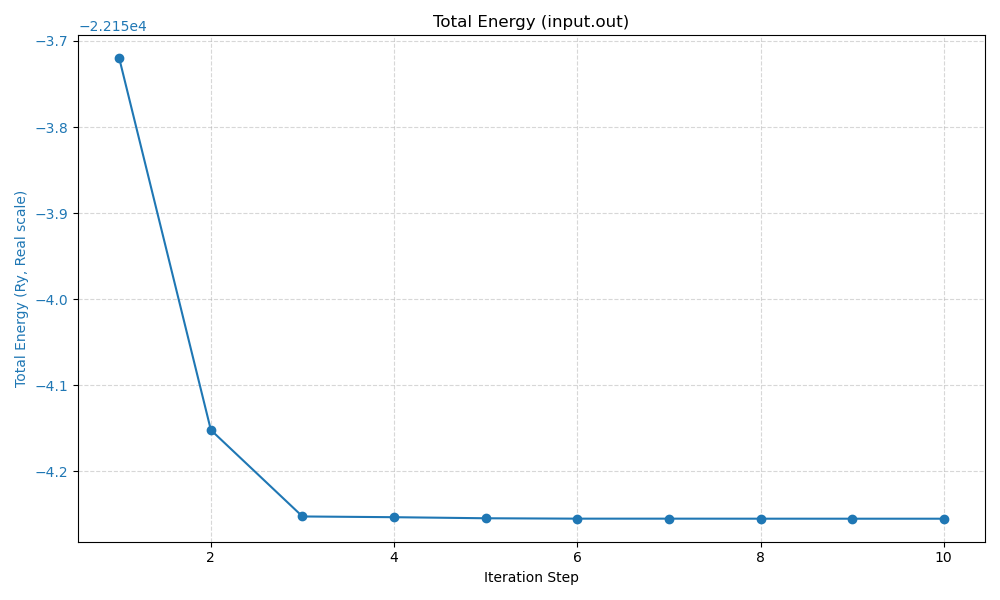 Total Energy (input.out)
−2.215e4
−3.7
−3.8
−3.9
−4.0
−4.1
−4.2
Total Energy (Ry, Real scale)
2
4
6
8
10
Iteration Step